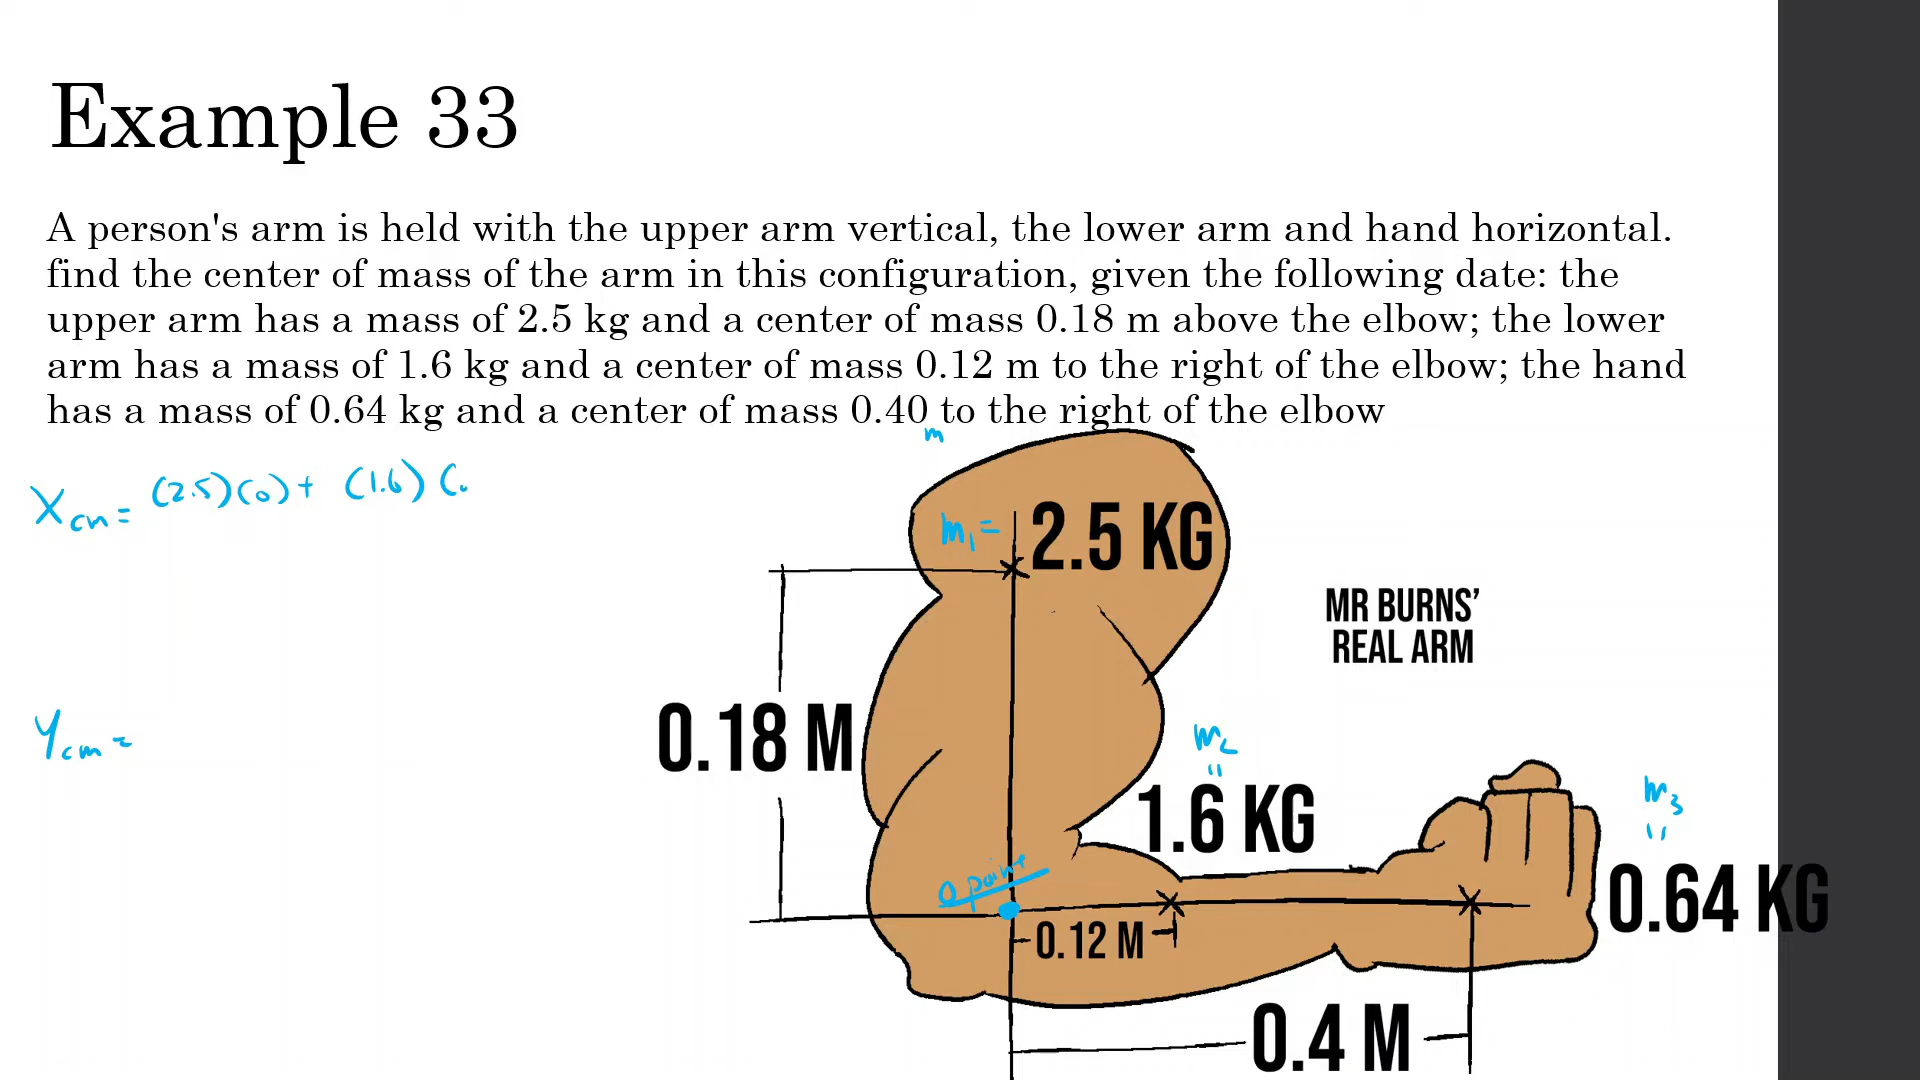 Example 33
A person's arm is held with the upper arm vertical, the lower arm and hand horizontal.
find the center of mass of the arm in this configuration, given the following date: the
upper arm has a mass of 2.5 kg and a center of mass 0.18 m above the elbow; the lower
arm has a mass of 1.6 kg and a center of mass 0.12 m to the right of the elbow; the hand
has a mass of 0.64 kg and a center of mass 0.40 to the right of the elbow
m
Xcm = (2.5)(0) + (1.6) (.
m₁ = 2.5 KG
MR BURNS'
REAL ARM
0.18 M
Ycm =
m₂
=
1.6 KG
m₃
=
0.64 KG
0 point
0.12 M
0.4 M